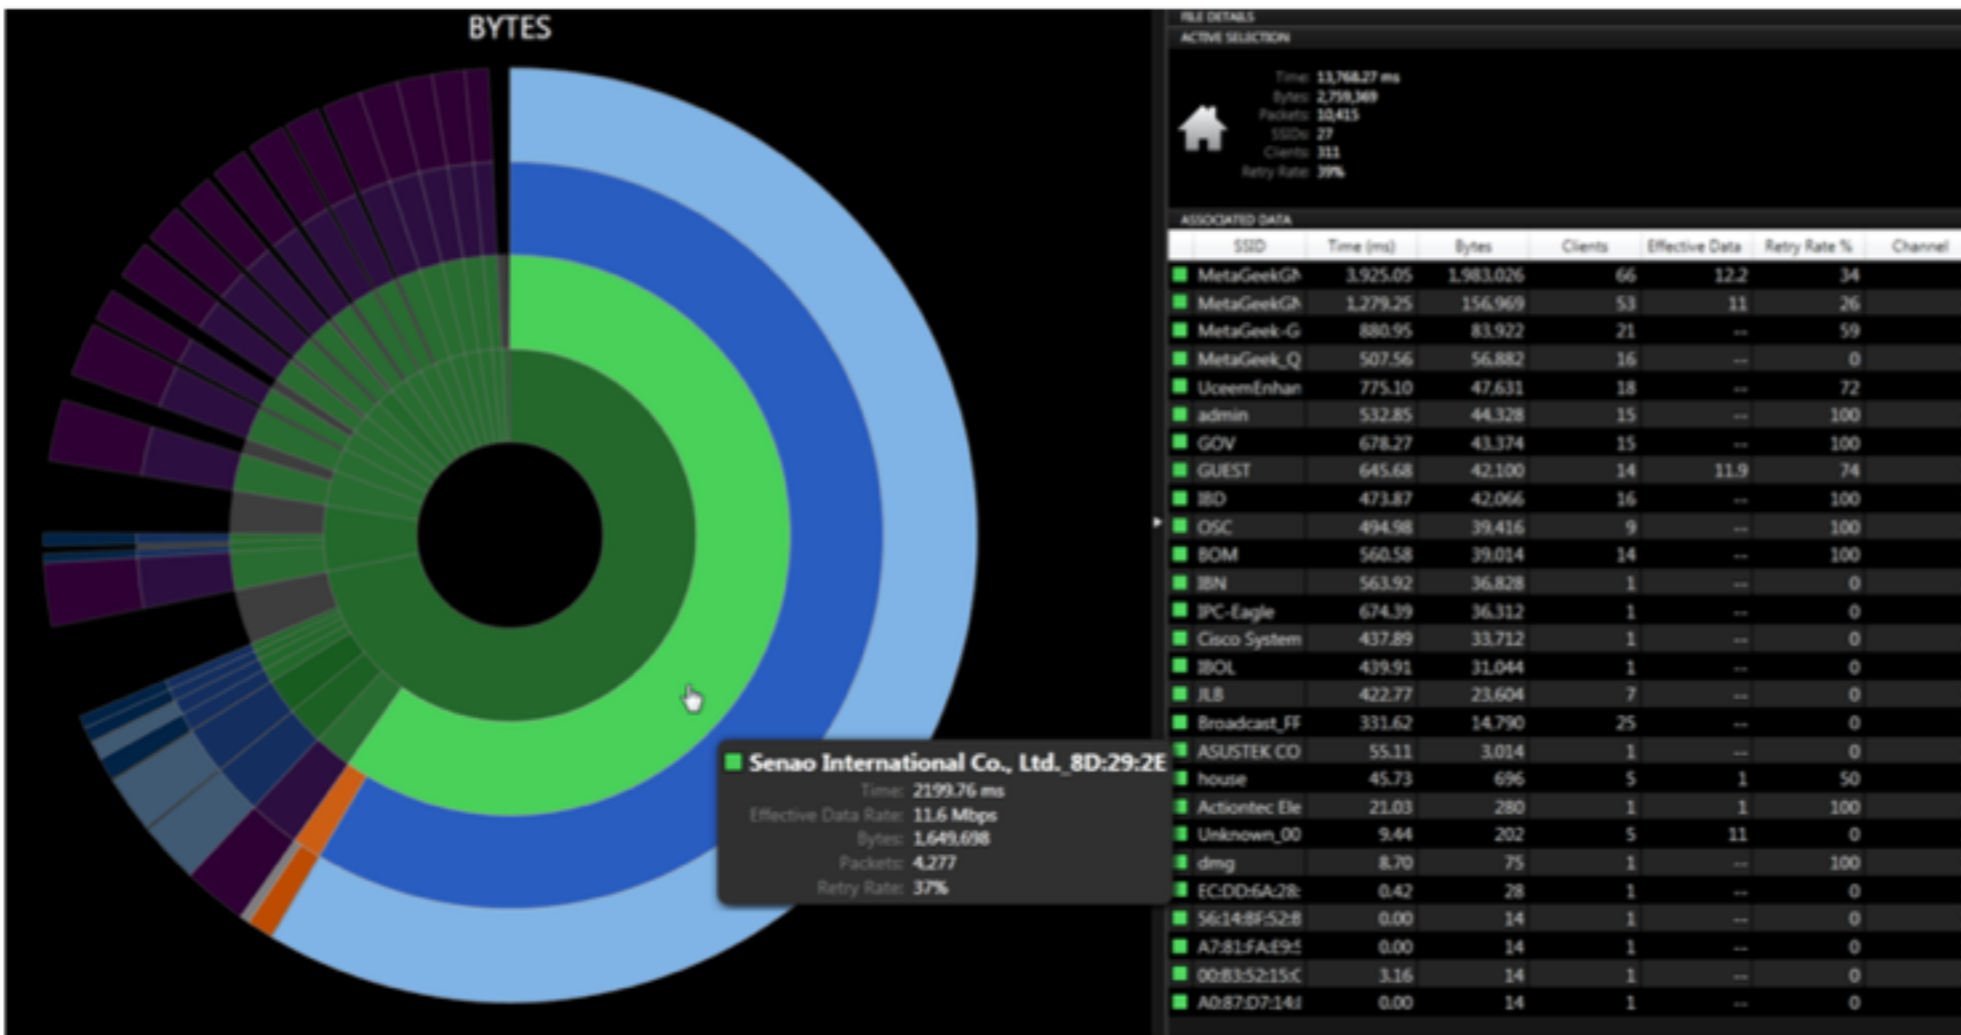 BYTES
FILE DETAILS
ACTIVE SELECTION
Time: 13,768.27 ms
Bytes: 2,759,369
Packets: 10,415
SSIDs: 27
Clients: 311
Retry Rate: 39%
ASSOCIATED DATA
SSID Time (ms) Bytes Clients Effective Data Retry Rate % Channel
MetaGeekGN 3,925.05 1,983,026 66 12.2 34
MetaGeekGN 1,279.25 156,969 53 11 26
MetaGeek-G 880.95 83,922 21 -- 59
MetaGeek_Q 507.56 56,882 16 -- 0
UceemEnhan 775.10 47,631 18 -- 72
admin 532.85 44,328 15 -- 100
GOV 678.27 43,374 15 -- 100
GUEST 645.68 42,100 14 11.9 74
IBD 473.87 42,066 16 -- 100
OSC 494.98 39,416 9 -- 100
BOM 560.58 39,014 14 -- 100
IBN 563.92 36,828 1 -- 0
IPC-Eagle 674.39 36,312 1 -- 0
Cisco System 437.89 33,712 1 -- 0
IBOL 439.91 31,044 1 -- 0
JLB 422.77 23,604 7 -- 0
Broadcast_FF 331.62 14,790 25 -- 0
ASUSTEK CO 55.11 3,014 1 -- 0
house 45.73 696 5 1 50
Actiontec Ele 21.03 280 1 1 100
Unknown_00 9.44 202 5 11 0
dmg 8.70 75 1 -- 100
EC:DD:6A:28: 0.42 28 1 -- 0
56:14:8F:52:8 0.00 14 1 -- 0
A7:81:FA:E9:5 0.00 14 1 -- 0
00:B3:52:15:C 3.16 14 1 -- 0
A0:87:D7:14: 0.00 14 1 -- 0
Senao International Co., Ltd._8D:29:2E
Time: 2199.76 ms
Effective Data Rate: 11.6 Mbps
Bytes: 1,649,698
Packets: 4,277
Retry Rate: 37%